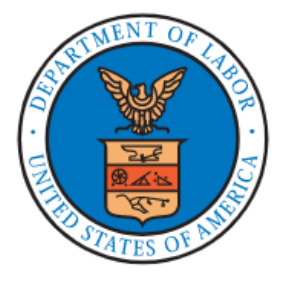 DEPARTMENT OF LABOR
UNITED STATES OF AMERICA